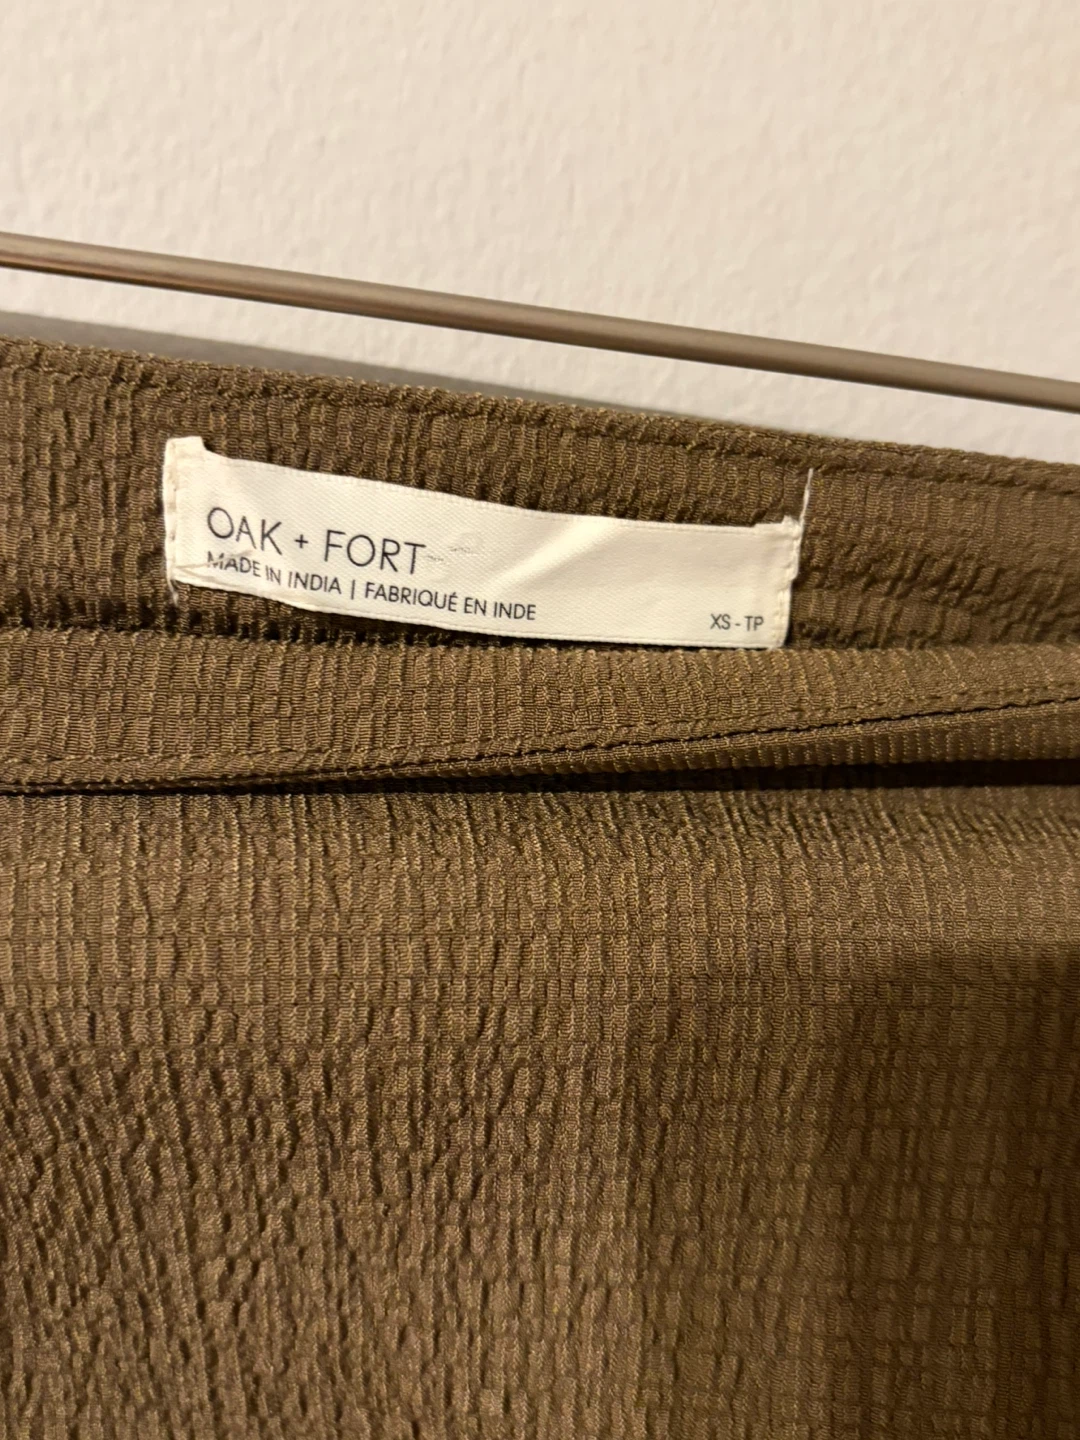 OAK + FORT
MADE IN INDIA | FABRIQUÉ EN INDE
XS - TP